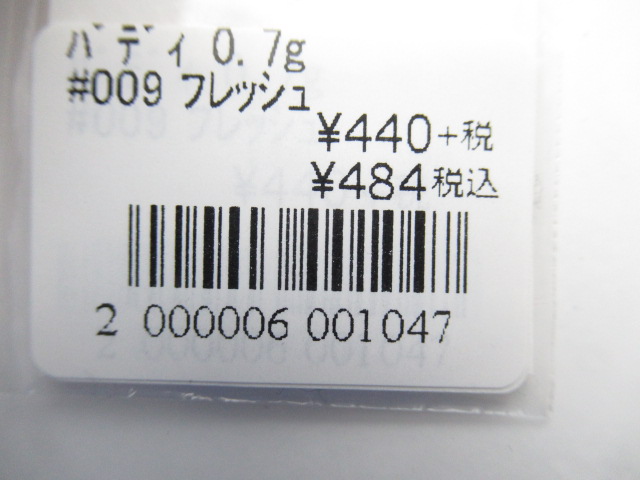 バディ 0.7g
#009 フレッシュ
¥440+税
¥484税込
2 000006 001047